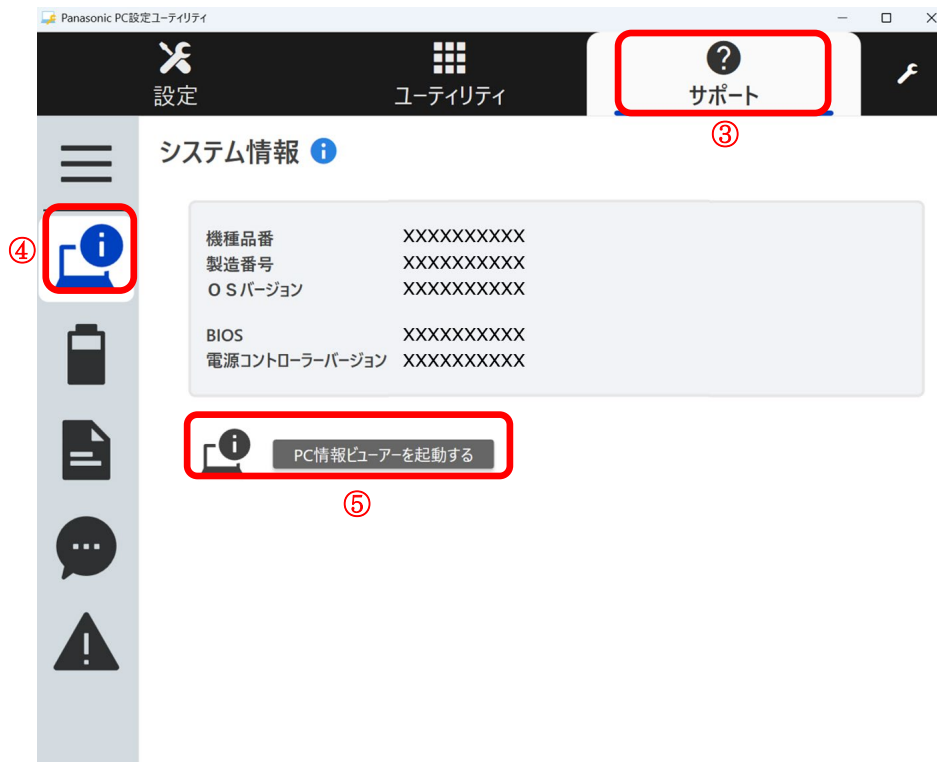 Panasonic PC設定ユーティリティ
設定
ユーティリティ
サポート
③
システム情報
④
機種品番 XXXXXXXXXX
製造番号 XXXXXXXXXX
ＯＳバージョン XXXXXXXXXX
BIOS XXXXXXXXXX
電源コントローラーバージョン XXXXXXXXXX
PC情報ビューアーを起動する
⑤